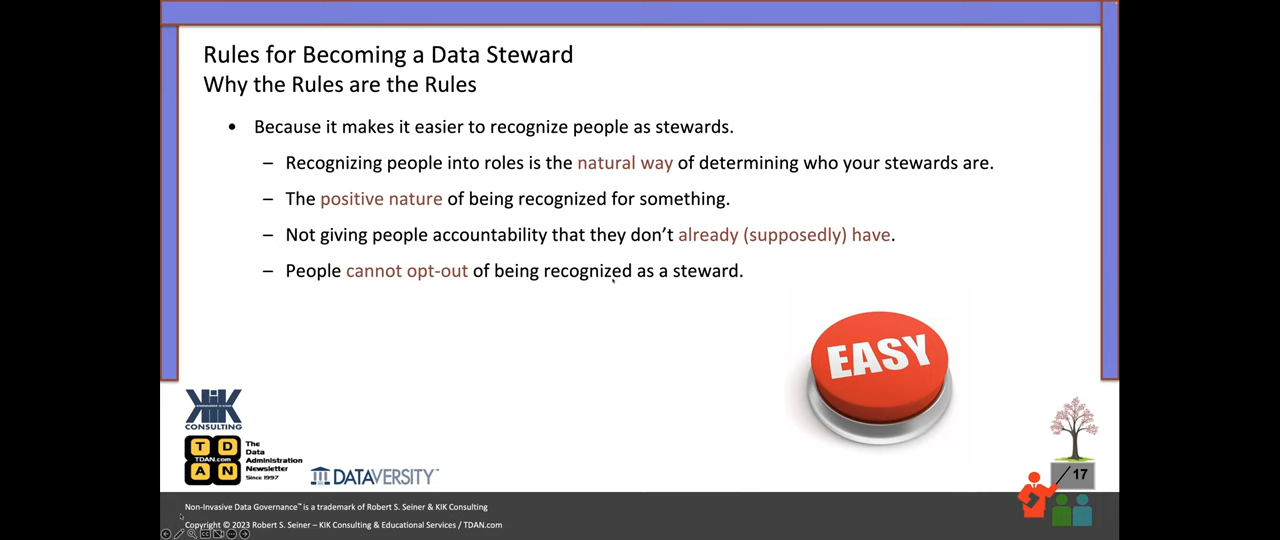 Rules for Becoming a Data Steward
Why the Rules are the Rules
• Because it makes it easier to recognize people as stewards.
– Recognizing people into roles is the natural way of determining who your stewards are.
– The positive nature of being recognized for something.
– Not giving people accountability that they don’t already (supposedly) have.
– People cannot opt-out of being recognized as a steward.
EASY
KIK
CONSULTING
T D
TDAN.com
A N
The
Data
Administration
Newsletter
Since 1997
DATAVERSITY
17
Non-Invasive Data Governance™ is a trademark of Robert S. Seiner & KIK Consulting
Copyright © 2023 Robert S. Seiner – KIK Consulting & Educational Services / TDAN.com